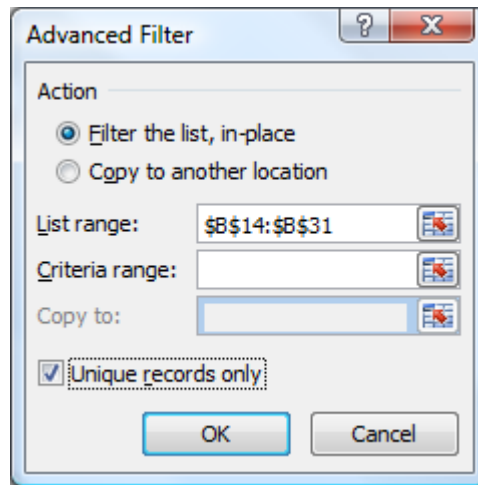 Advanced Filter
Action
Filter the list, in-place
Copy to another location
List range: $B$14:$B$31
Criteria range:
Copy to:
Unique records only
OK Cancel